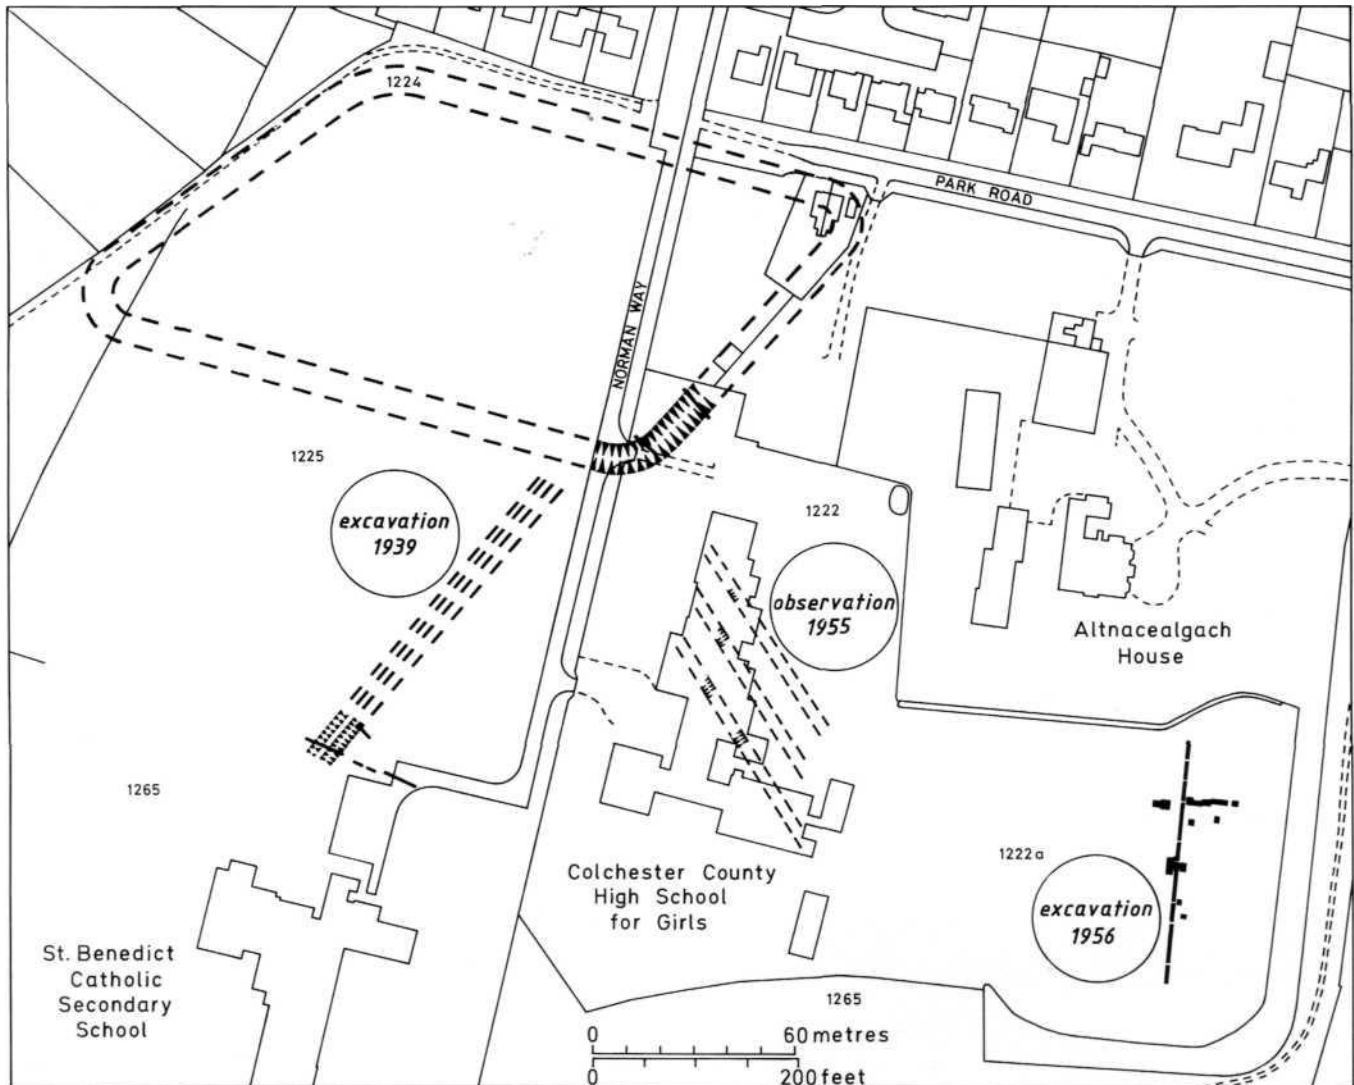 1224
PARK ROAD
NORMAN WAY
1225
excavation
1939
1222
observation
1955
Altnacealgach
House
1265
1222a
Colchester County
High School
for Girls
excavation
1956
St. Benedict
Catholic
Secondary
School
1265
0 60 metres
0 200 feet